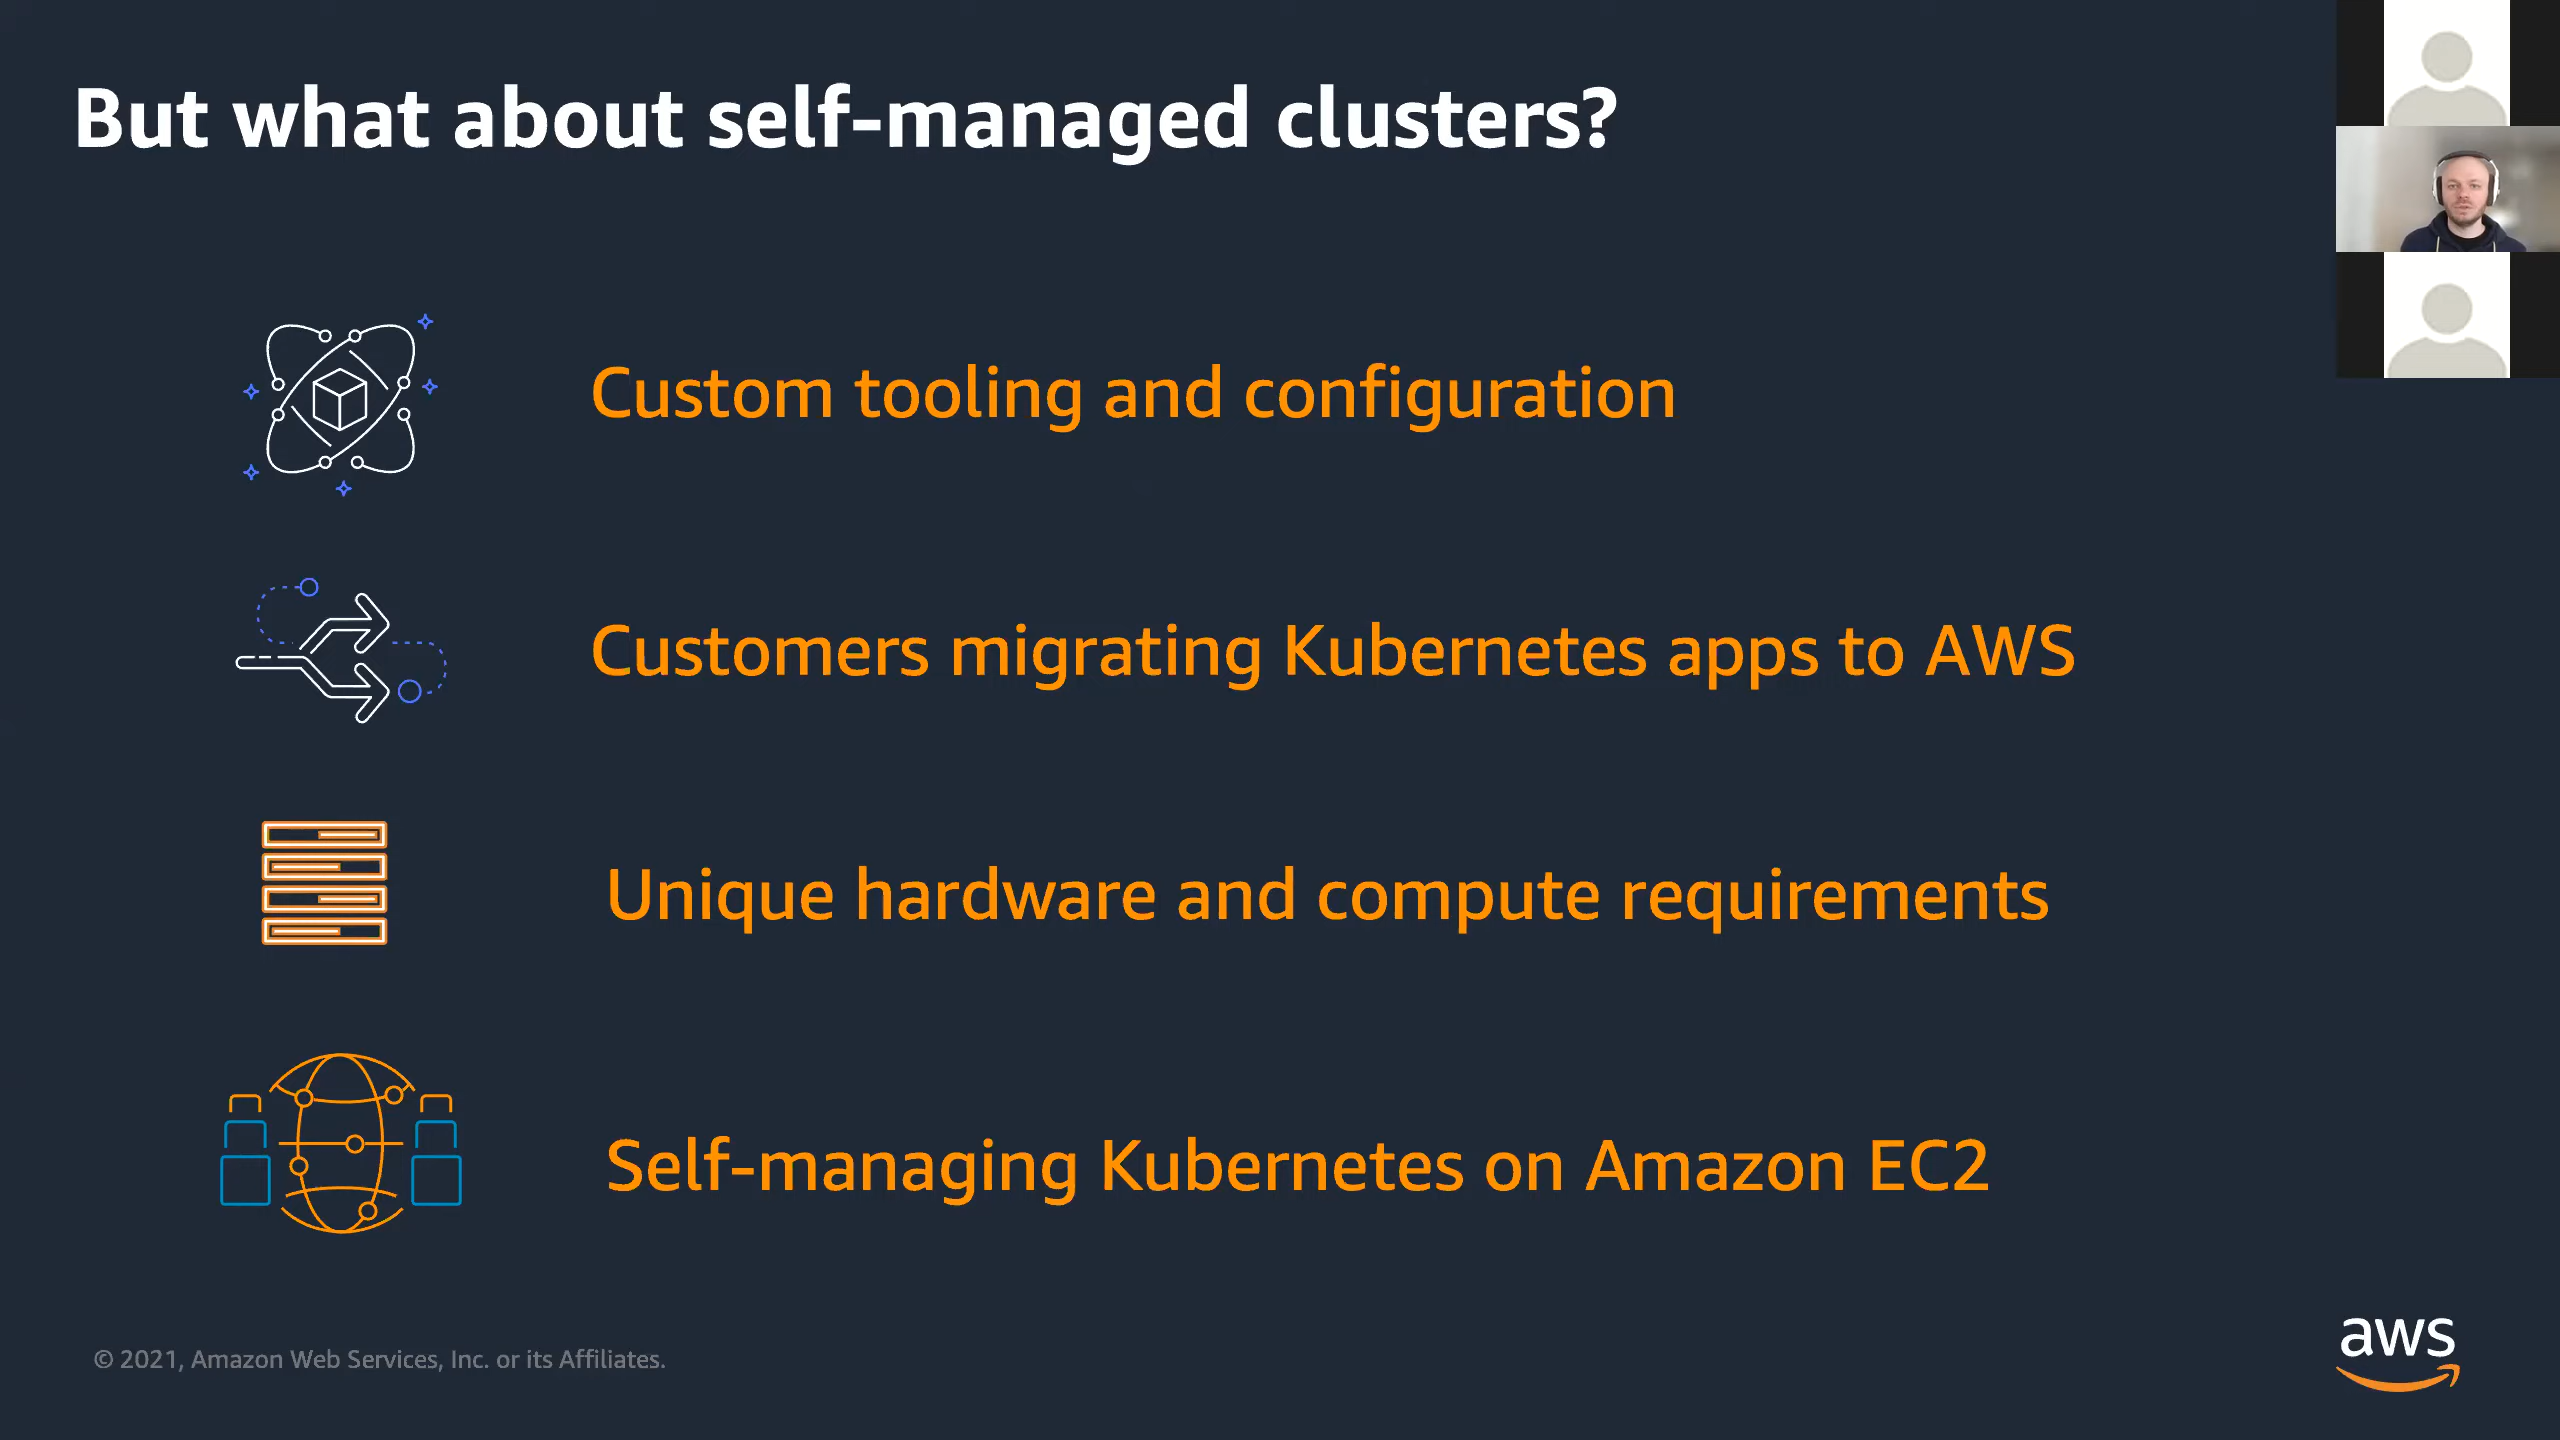 But what about self-managed clusters?
Custom tooling and configuration
Customers migrating Kubernetes apps to AWS
Unique hardware and compute requirements
Self-managing Kubernetes on Amazon EC2
© 2021, Amazon Web Services, Inc. or its Affiliates.
aws